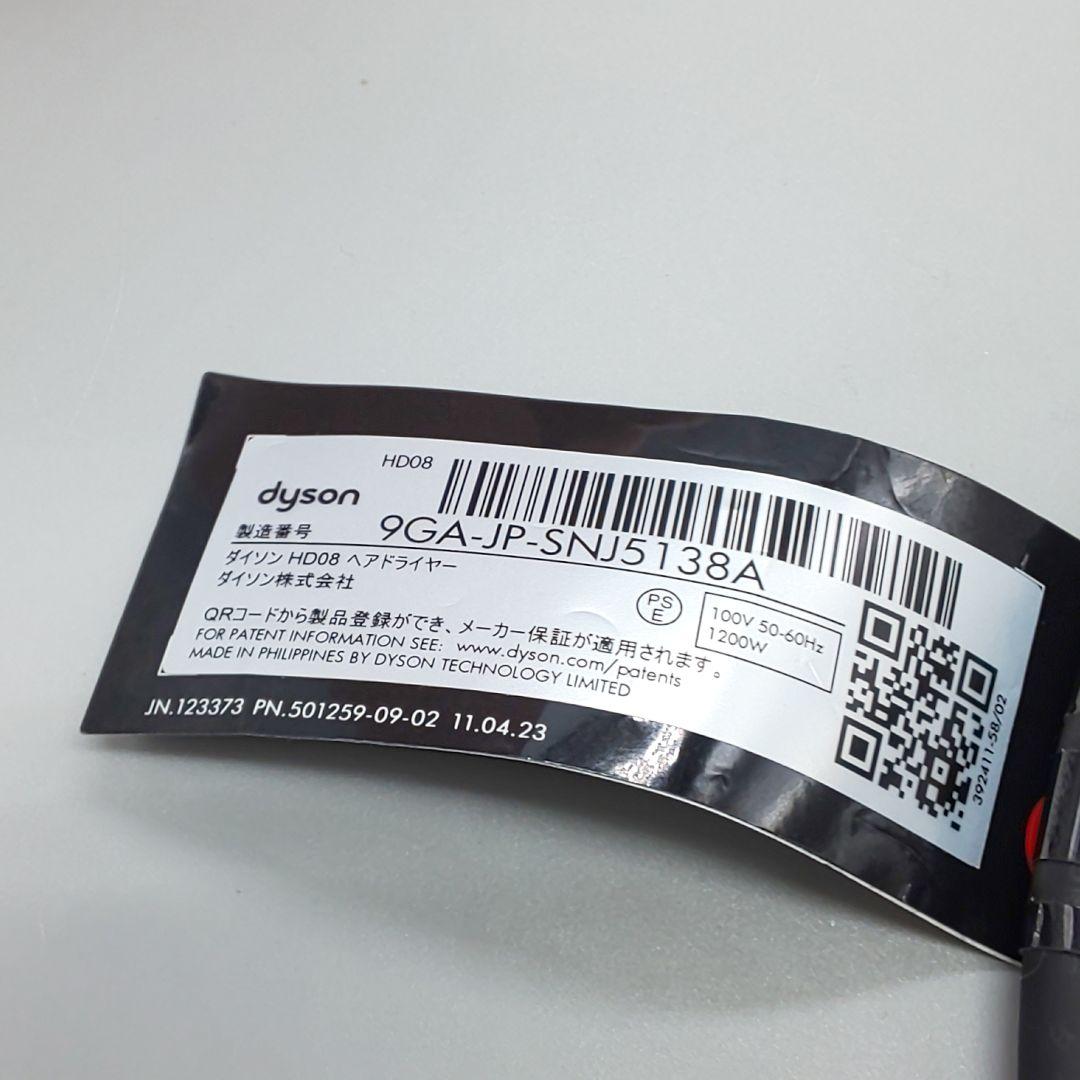 HD08
dyson
製造番号 9GA-JP-SNJ5138A
ダイソン HD08 ヘアドライヤー
ダイソン株式会社
PS
E
100V 50-60Hz
1200W
QRコードから製品登録ができ、メーカー保証が適用されます。
FOR PATENT INFORMATION SEE: www.dyson.com/patents
MADE IN PHILIPPINES BY DYSON TECHNOLOGY LIMITED
392411-58/02
JN.123373 PN.501259-09-02 11.04.23